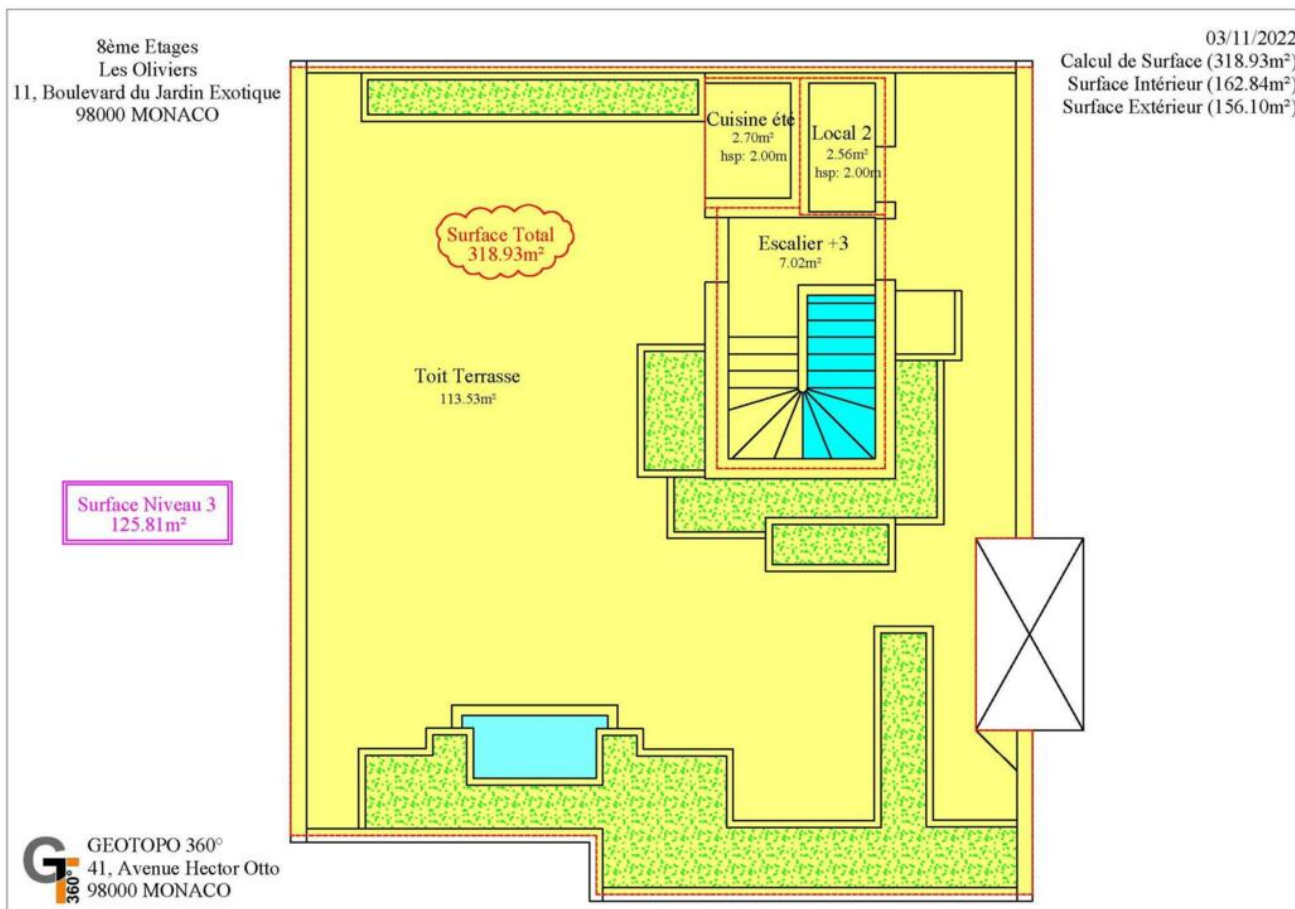 8ème Etages
Les Oliviers
11, Boulevard du Jardin Exotique
98000 MONACO
03/11/2022
Calcul de Surface (318.93m²)
Surface Intérieur (162.84m²)
Surface Extérieur (156.10m²)
Cuisine été
2.70m²
hsp: 2.00m
Local 2
2.56m²
hsp: 2.00m
Surface Total
318.93m²
Escalier +3
7.02m²
Toit Terrasse
113.53m²
Surface Niveau 3
125.81m²
GT
360°
GEOTOPO 360°
41, Avenue Hector Otto
98000 MONACO